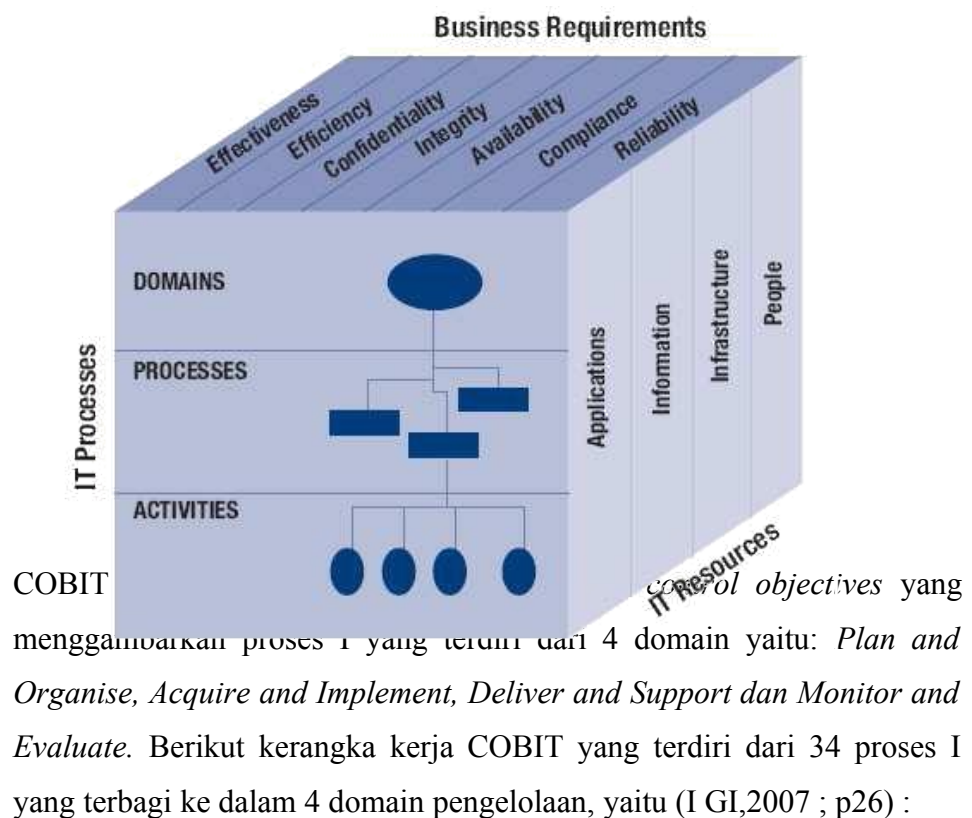 Business Requirements
Effectiveness
Efficiency
Confidentiality
Integrity
Availability
Compliance
Reliability
DOMAINS
PROCESSES
ACTIVITIES
IT Processes
Applications
Information
Infrastructure
People
IT Resources
COBIT control objectives yang
menggambarkan proses I yang terdiri dari 4 domain yaitu: Plan and
Organise, Acquire and Implement, Deliver and Support dan Monitor and
Evaluate. Berikut kerangka kerja COBIT yang terdiri dari 34 proses I
yang terbagi ke dalam 4 domain pengelolaan, yaitu (I GI,2007 ; p26) :